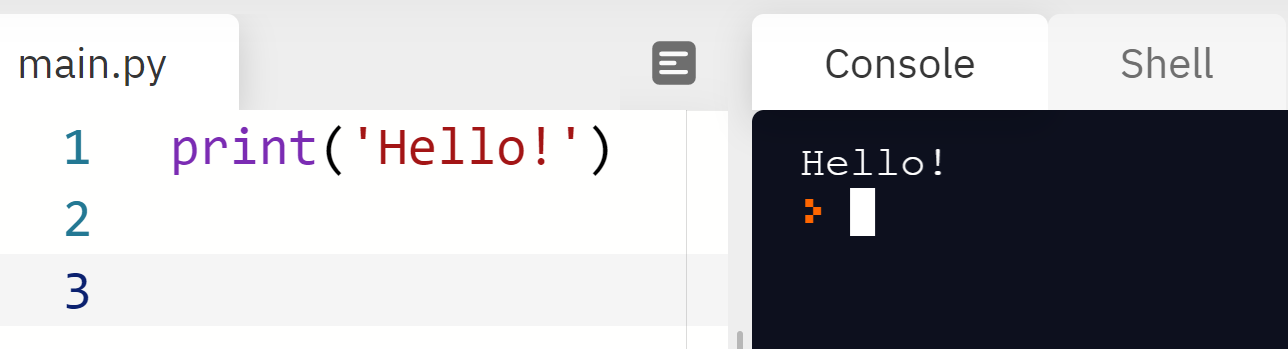 main.py
1 print('Hello!')
2
3
Console Shell
Hello!